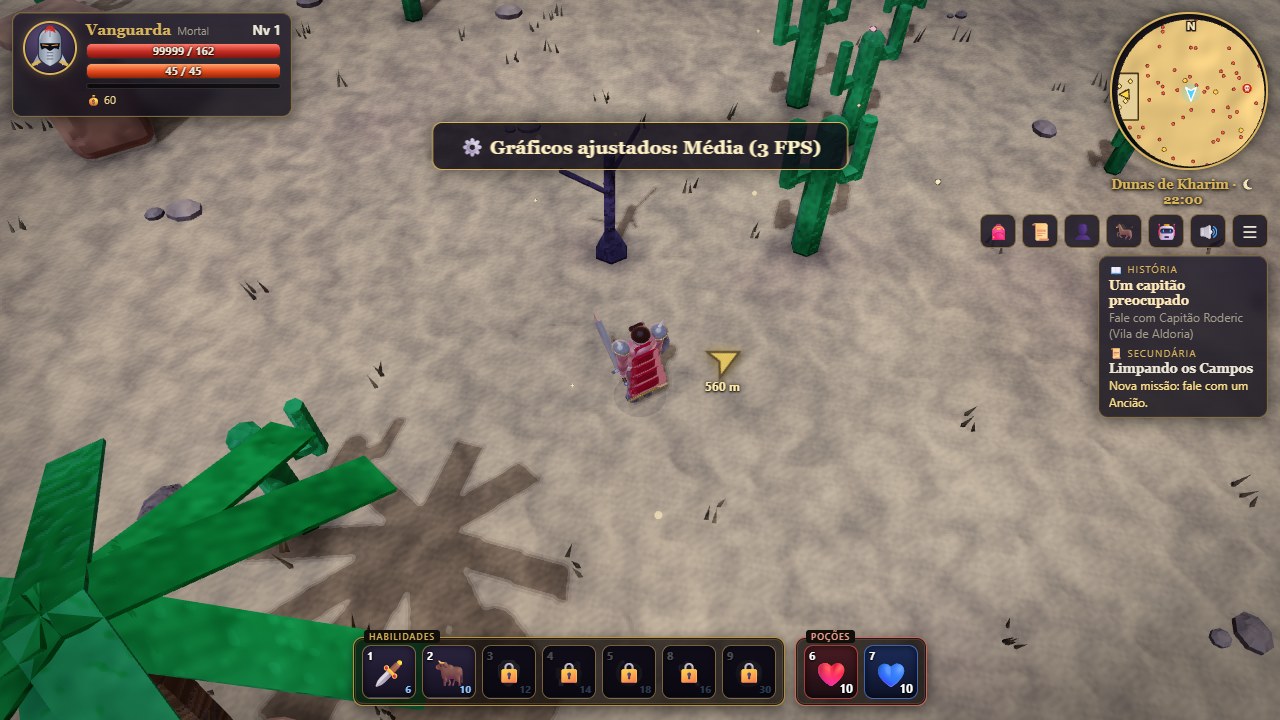 Vanguarda Mortal Nv 1
99999 / 162
45 / 45
60
N
Gráficos ajustados: Média (3 FPS)
Dunas de Kharim ·
22:00
HISTÓRIA
Um capitão
preocupado
Fale com Capitão Roderic
(Vila de Aldoria)
SECUNDÁRIA
Limpando os Campos
Nova missão: fale com um
Ancião.
560 m
HABILIDADES
1 6
2 10
3 12
4 14
5 18
8 16
9 30
POÇÕES
6 10
7 10